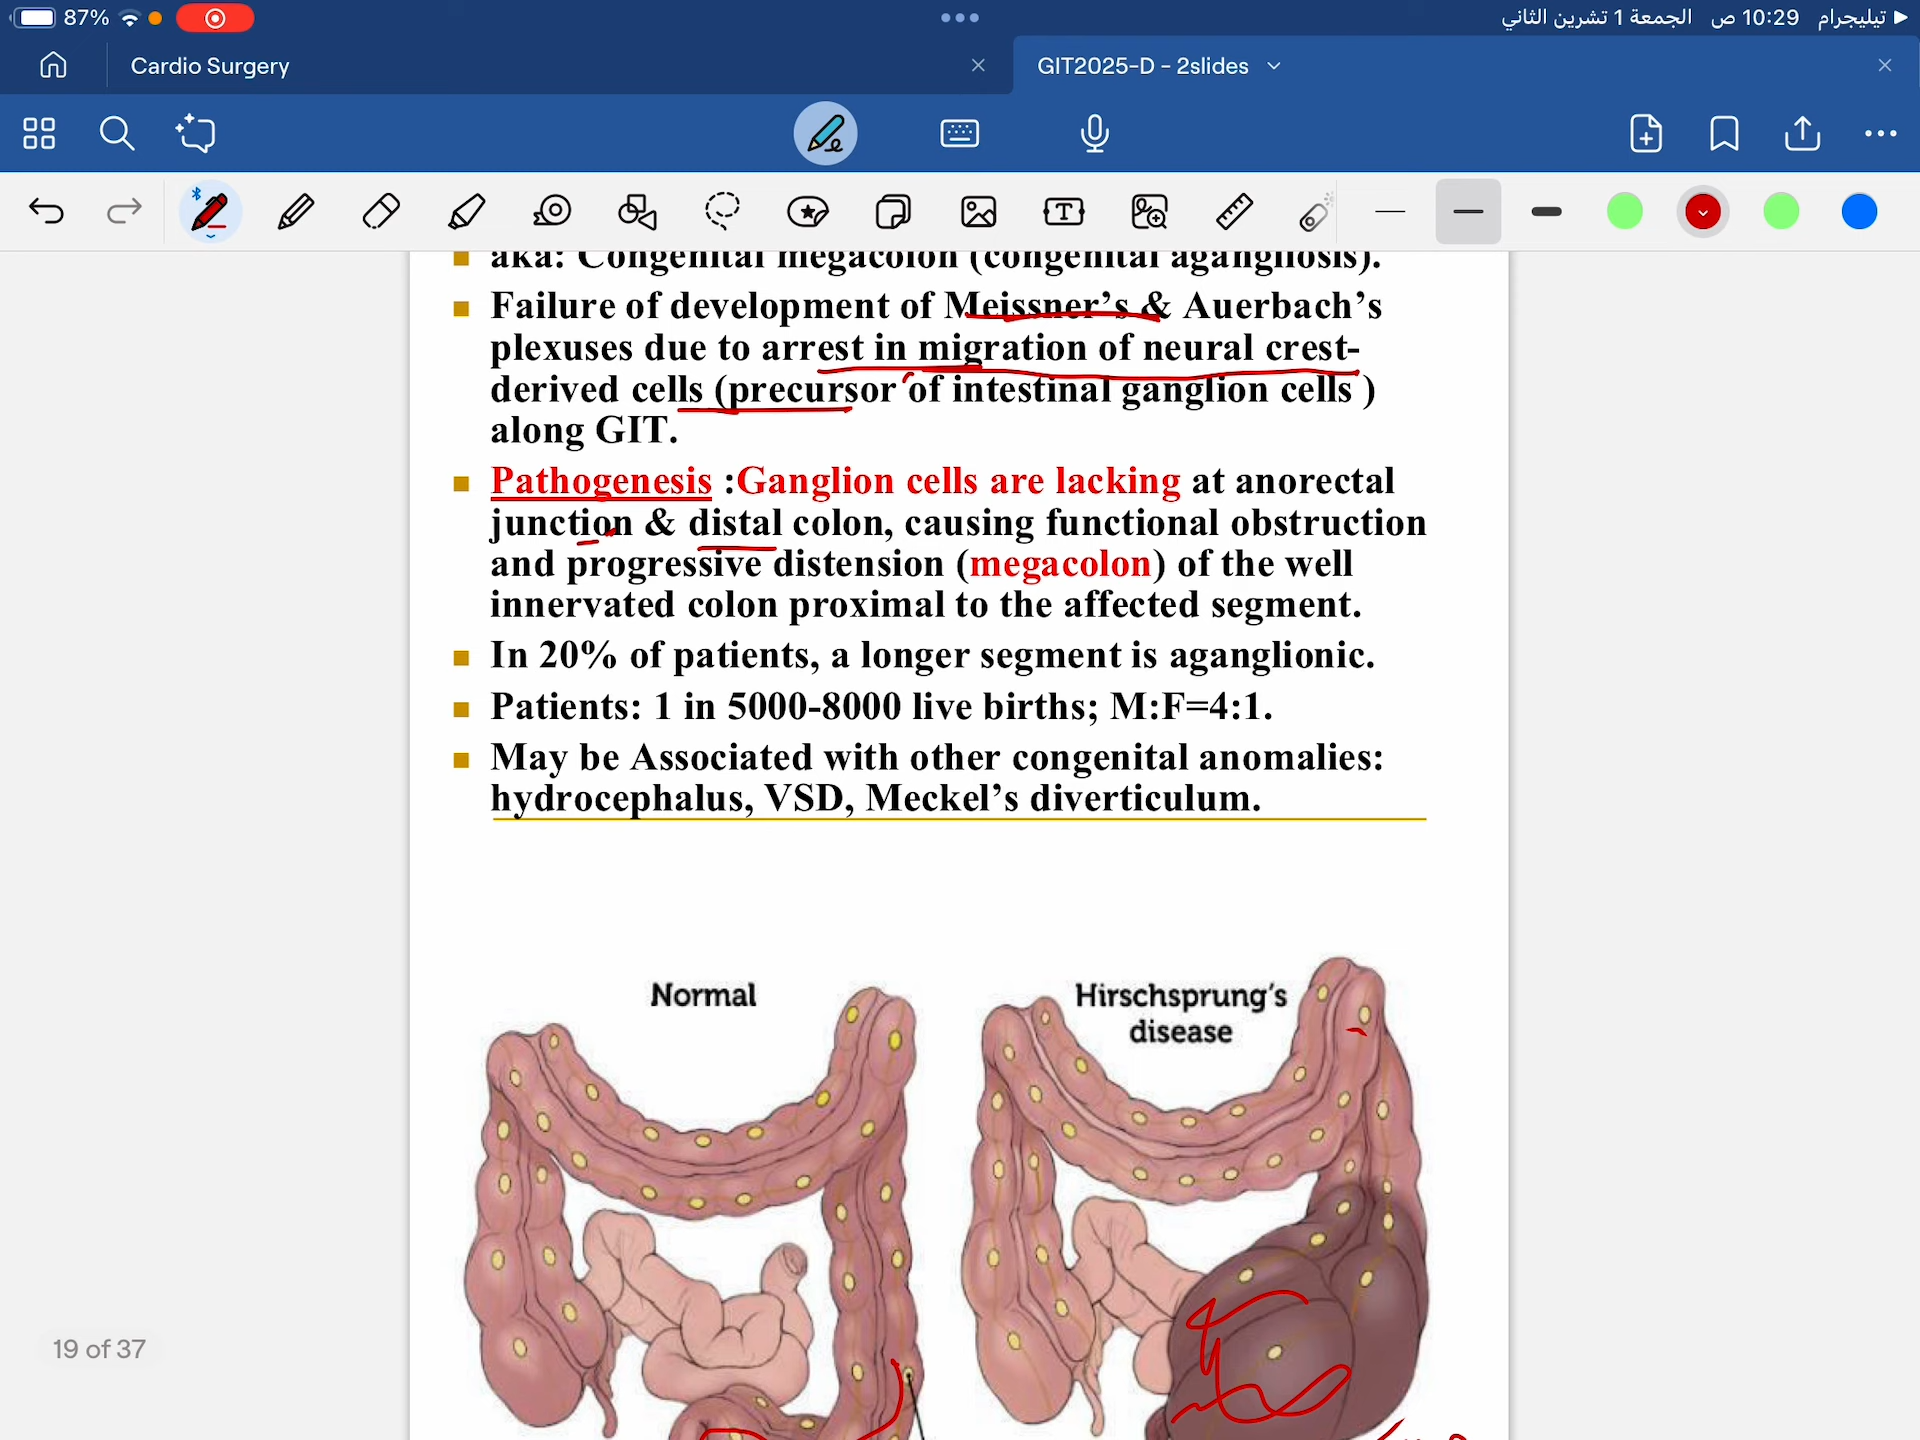 87%
◀ تيليجرام 10:29 ص الجمعة 1 تشرين الثاني
Cardio Surgery
GIT2025-D - 2slides
aka: Congenital megacolon (congenital agangliosis).
Failure of development of Meissner's & Auerbach's
plexuses due to arrest in migration of neural crest-
derived cells (precursor of intestinal ganglion cells )
along GIT.
Pathogenesis :Ganglion cells are lacking at anorectal
junction & distal colon, causing functional obstruction
and progressive distension (megacolon) of the well
innervated colon proximal to the affected segment.
In 20% of patients, a longer segment is aganglionic.
Patients: 1 in 5000-8000 live births; M:F=4:1.
May be Associated with other congenital anomalies:
hydrocephalus, VSD, Meckel's diverticulum.
Normal
Hirschsprung's
disease
19 of 37